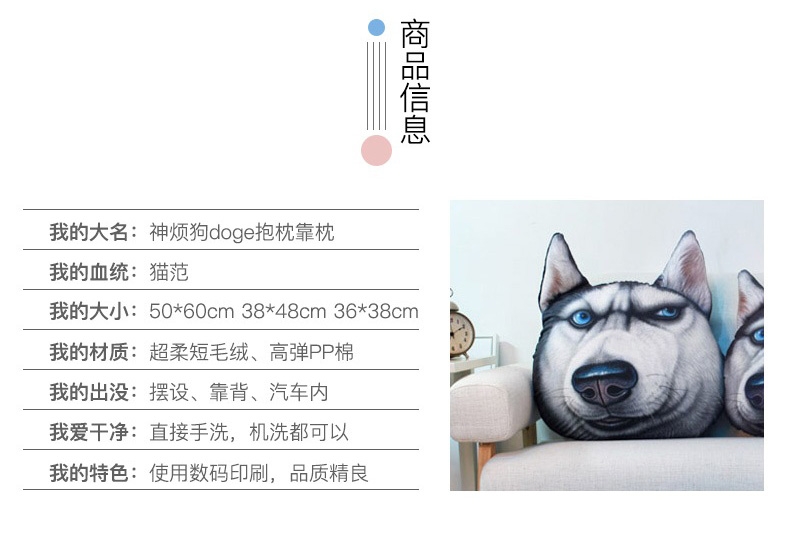 商品信息
我的大名：神烦狗doge抱枕靠枕
我的血统：猫范
我的大小：50*60cm 38*48cm 36*38cm
我的材质：超柔短毛绒、高弹PP棉
我的出没：摆设、靠背、汽车内
我爱干净：直接手洗，机洗都可以
我的特色：使用数码印刷，品质精良